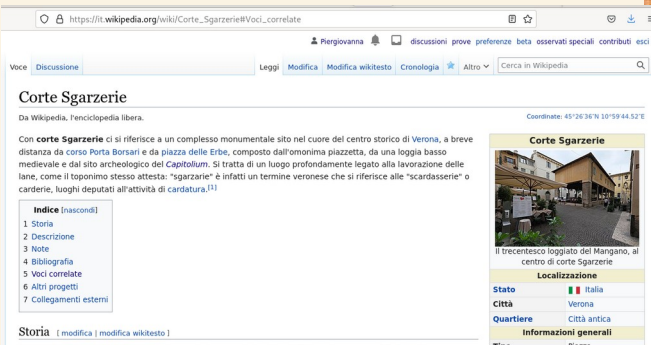 https://it.wikipedia.org/wiki/Corte_Sgarzerie#Voci_correlate
Piergiovanna discussioni prove preferenze beta osservati speciali contributi esci
Voce Discussione Leggi Modifica Modifica wikitesto Cronologia Altro Cerca in Wikipedia
Corte Sgarzerie
Da Wikipedia, l'enciclopedia libera.
Coordinate: 45°26′36″N 10°59′44.52″E
Con corte Sgarzerie ci si riferisce a un complesso monumentale sito nel cuore del centro storico di Verona, a breve
distanza da corso Porta Borsari e da piazza delle Erbe, composto dall'omonima piazzetta, da una loggia basso
medievale e dal sito archeologico del Capitolium. Si tratta di un luogo profondamente legato alla lavorazione delle
lane, come il toponimo stesso attesta: "sgarzarie" è infatti un termine veronese che si riferisce alle "scardasserie" o
carderie, luoghi deputati all'attività di cardatura.[1]
Indice [nascondi]
1 Storia
2 Descrizione
3 Note
4 Bibliografia
5 Voci correlate
6 Altri progetti
7 Collegamenti esterni
Storia [ modifica | modifica wikitesto ]
Corte Sgarzerie
Il trecentesco loggiato del Mangano, al
centro di corte Sgarzerie
Localizzazione
Stato Italia
Città Verona
Quartiere Città antica
Informazioni generali